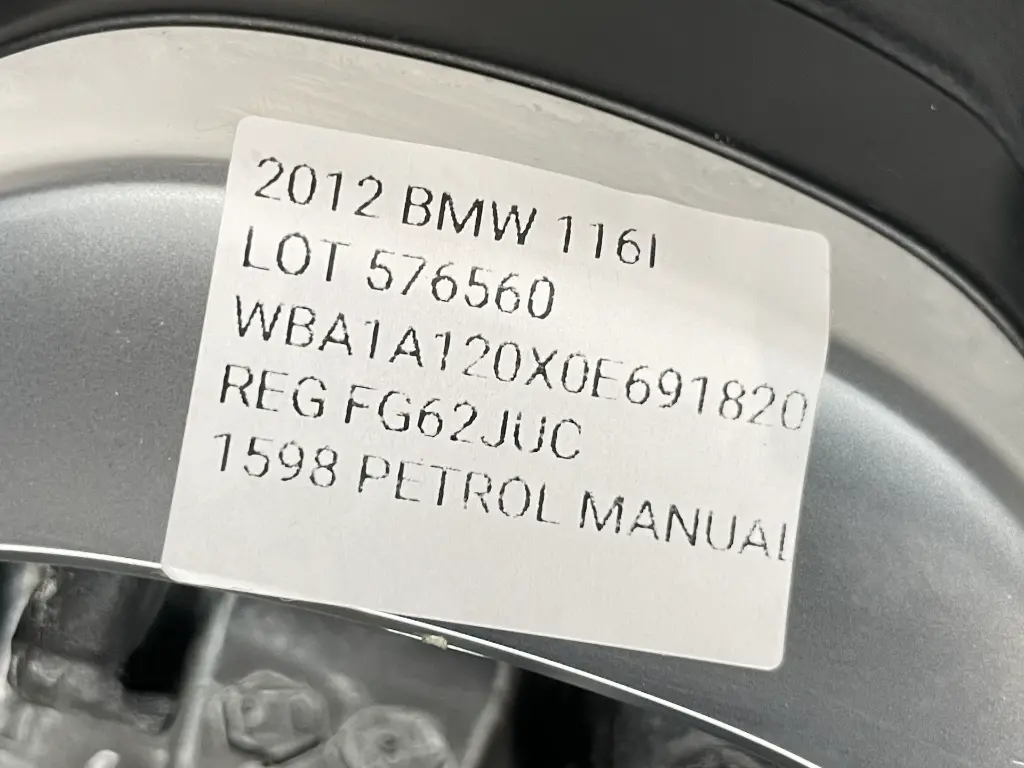 2012 BMW 116I
LOT 576560
WBA1A120X0E691820
REG FG62JUC
1598 PETROL MANUAL